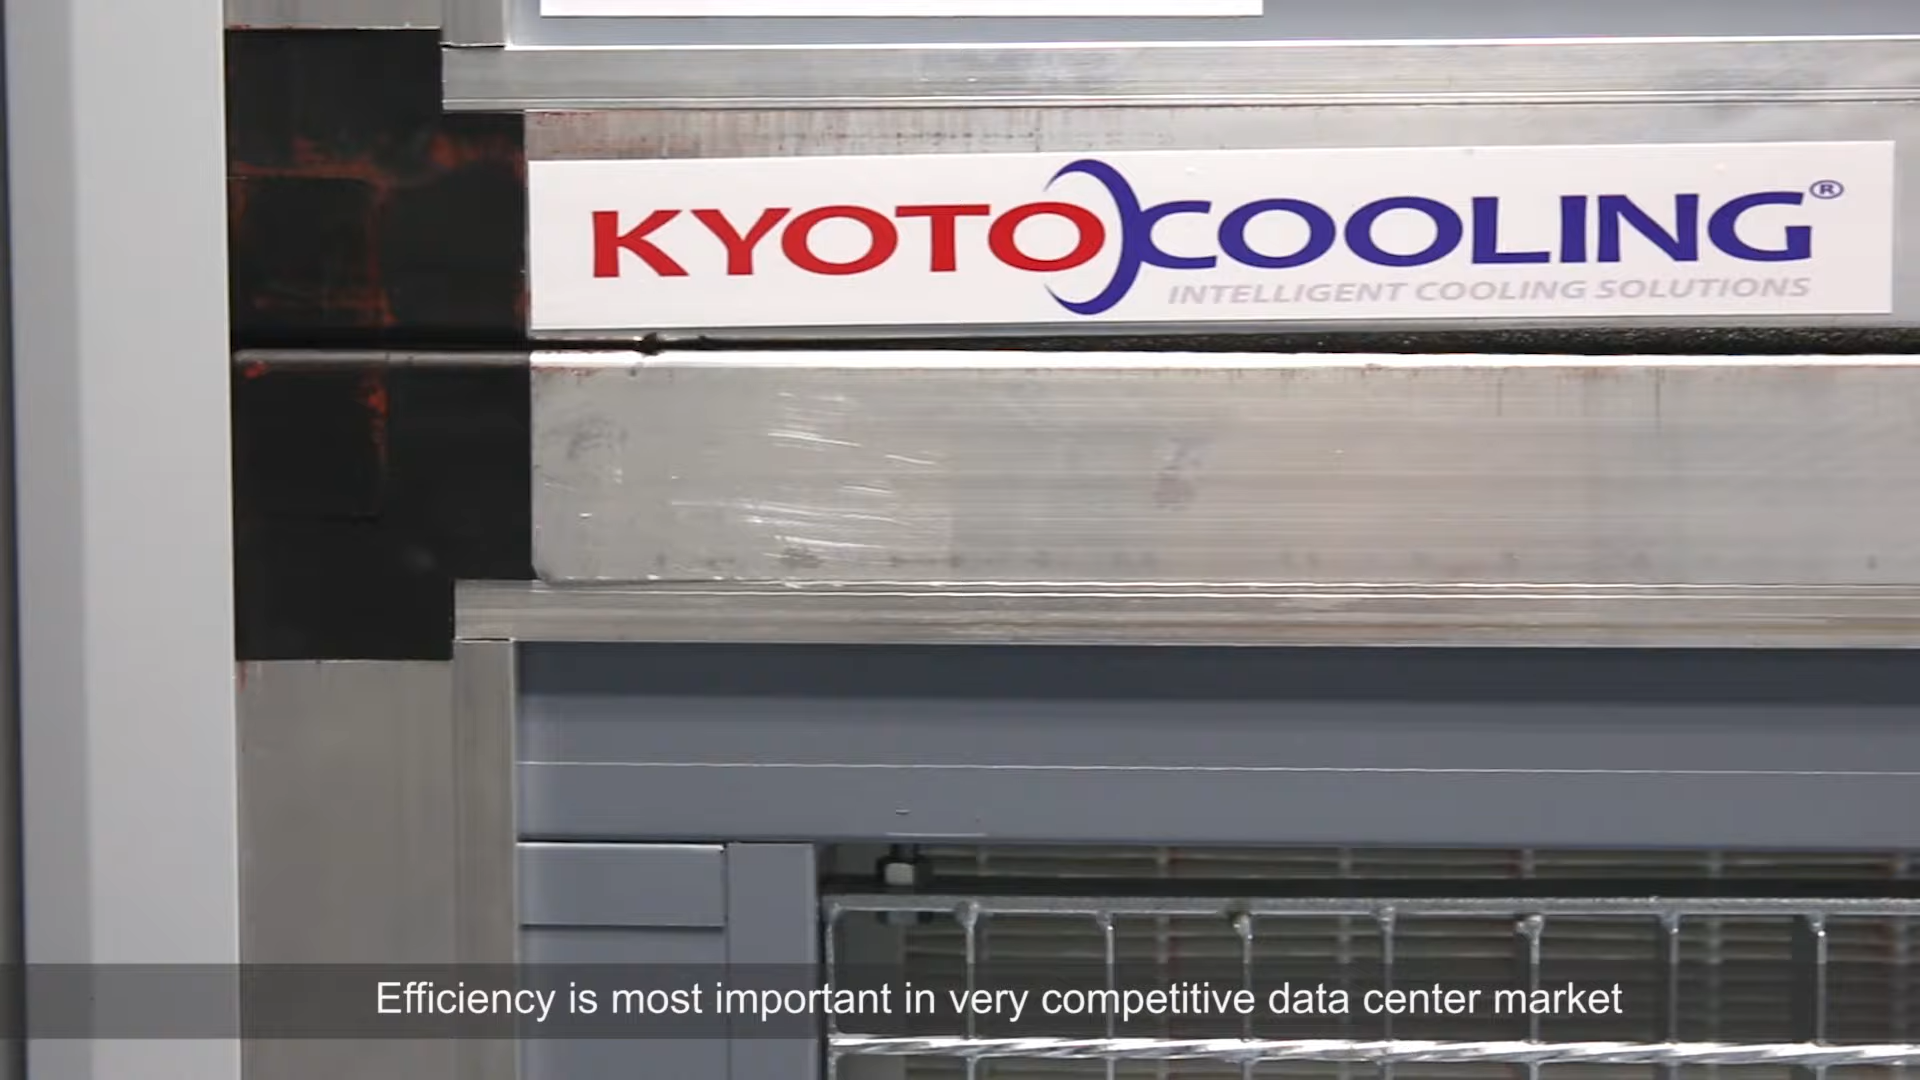 KYOTOCOOLING®
INTELLIGENT COOLING SOLUTIONS
Efficiency is most important in very competitive data center market